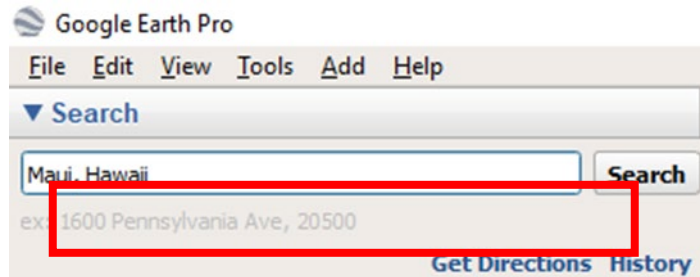 Google Earth Pro
File Edit View Tools Add Help
▼ Search
Maui, Hawaii Search
ex: 1600 Pennsylvania Ave, 20500
Get Directions History